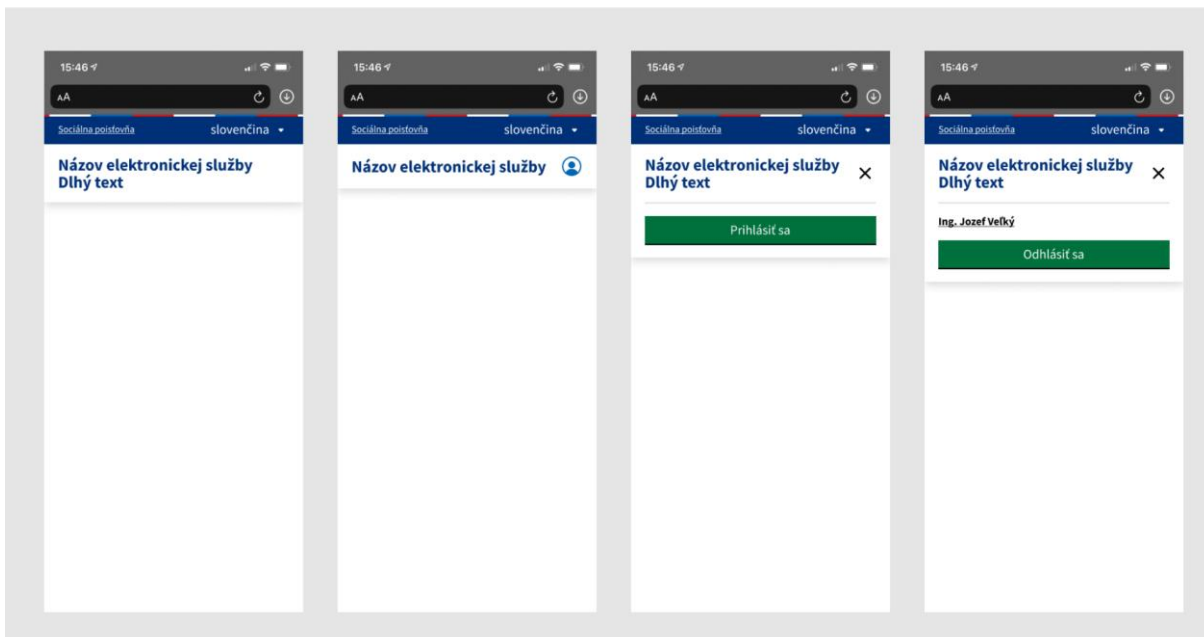 15:46
AA
Sociálna poisťovňa slovenčina
Názov elektronickej služby
Dlhý text
15:46
AA
Sociálna poisťovňa slovenčina
Názov elektronickej služby
15:46
AA
Sociálna poisťovňa slovenčina
Názov elektronickej služby
Dlhý text
Prihlásiť sa
15:46
AA
Sociálna poisťovňa slovenčina
Názov elektronickej služby
Dlhý text
Ing. Jozef Veľký
Odhlásiť sa